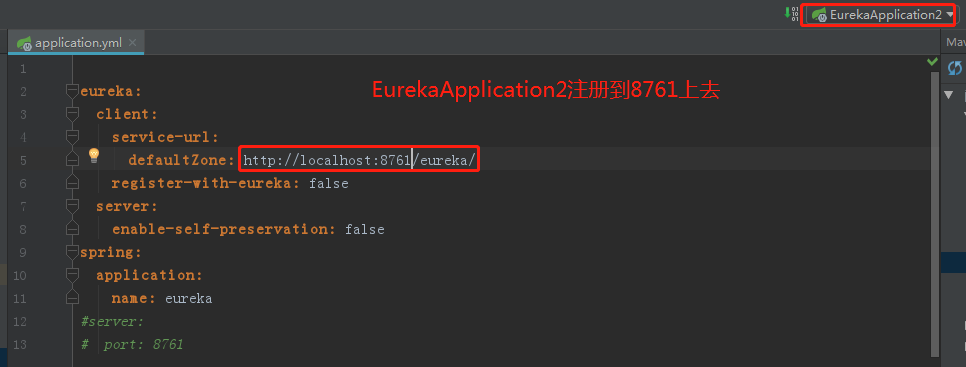 EurekaApplication2
application.yml
Mav
EurekaApplication2注册到8761上去
1
2 eureka:
3 client:
4 service-url:
5 defaultZone: http://localhost:8761/eureka/
6 register-with-eureka: false
7 server:
8 enable-self-preservation: false
9 spring:
10 application:
11 name: eureka
12 #server:
13 # port: 8761